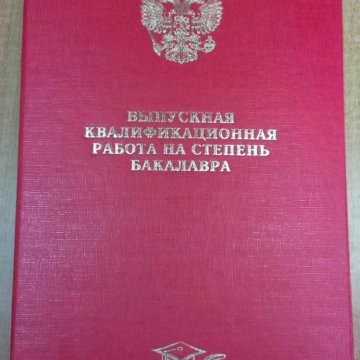 ВЫПУСКНАЯ
КВАЛИФИКАЦИОННАЯ
РАБОТА НА СТЕПЕНЬ
БАКАЛАВРА